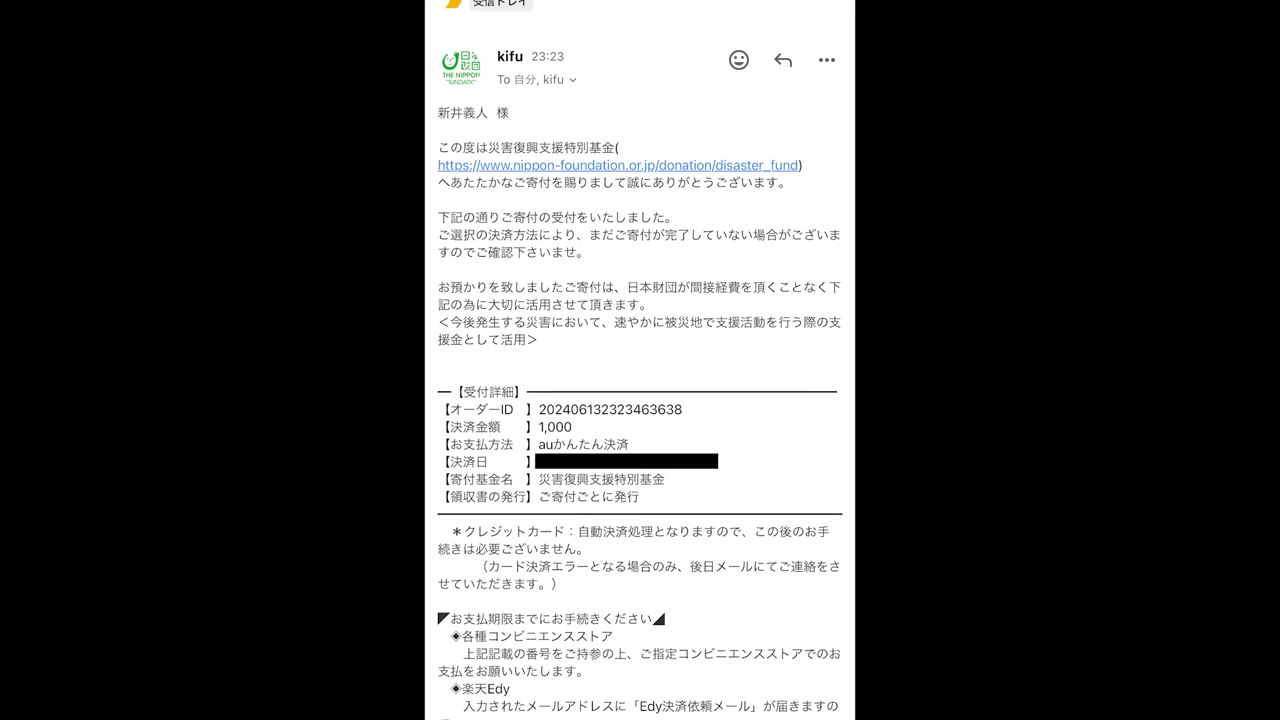 受信トレイ
日本
財団
THE NIPPON
FOUNDATION
kifu 23:23
To 自分, kifu
新井義人 様
この度は災害復興支援特別基金(
https://www.nippon-foundation.or.jp/donation/disaster_fund)
へあたたかなご寄付を賜りまして誠にありがとうございます。
下記の通りご寄付の受付をいたしました。
ご選択の決済方法により、まだご寄付が完了していない場合がございま
すのでご確認下さいませ。
お預かりを致しましたご寄付は、日本財団が間接経費を頂くことなく下
記の為に大切に活用させて頂きます。
＜今後発生する災害において、速やかに被災地で支援活動を行う際の支
援金として活用＞
━【受付詳細】━━━━━━━━━━━━━━━━━━━━
【オーダーID 】202406132323463638
【決済金額 】1,000
【お支払方法 】auかんたん決済
【決済日 】
【寄付基金名 】災害復興支援特別基金
【領収書の発行】ご寄付ごとに発行
＊クレジットカード：自動決済処理となりますので、この後のお手
続きは必要ございません。
（カード決済エラーとなる場合のみ、後日メールにてご連絡をさ
せていただきます。）
◤お支払期限までにお手続きください◢
◈各種コンビニエンスストア
上記記載の番号をご持参の上、ご指定コンビニエンスストアでのお
支払をお願いいたします。
◈楽天Edy
入力されたメールアドレスに「Edy決済依頼メール」が届きますの